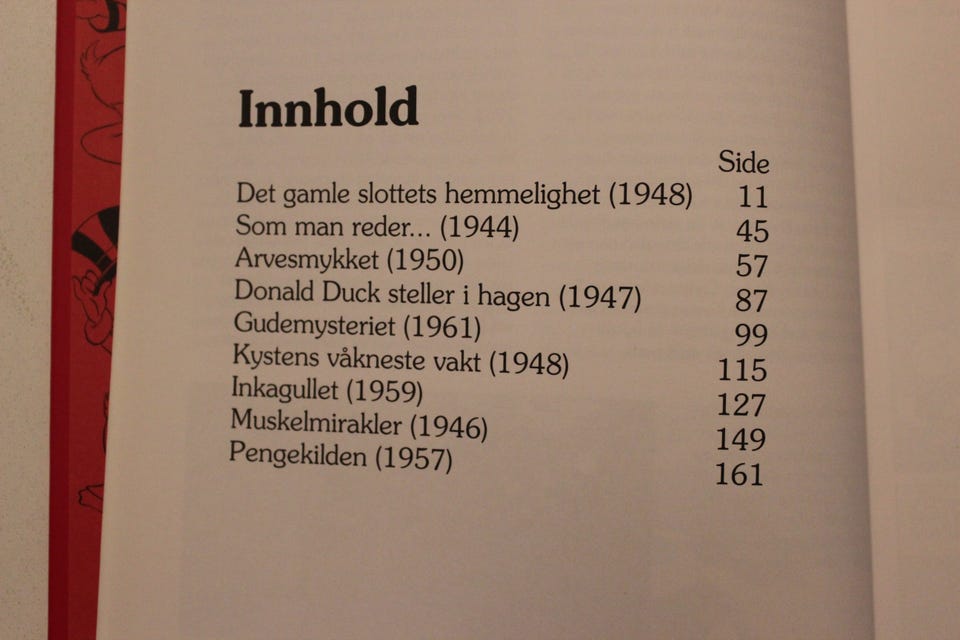 Innhold
Side
Det gamle slottets hemmelighet (1948) 11
Som man reder... (1944) 45
Arvesmykket (1950) 57
Donald Duck steller i hagen (1947) 87
Gudemysteriet (1961) 99
Kystens våkneste vakt (1948) 115
Inkagullet (1959) 127
Muskelmirakler (1946) 149
Pengekilden (1957) 161